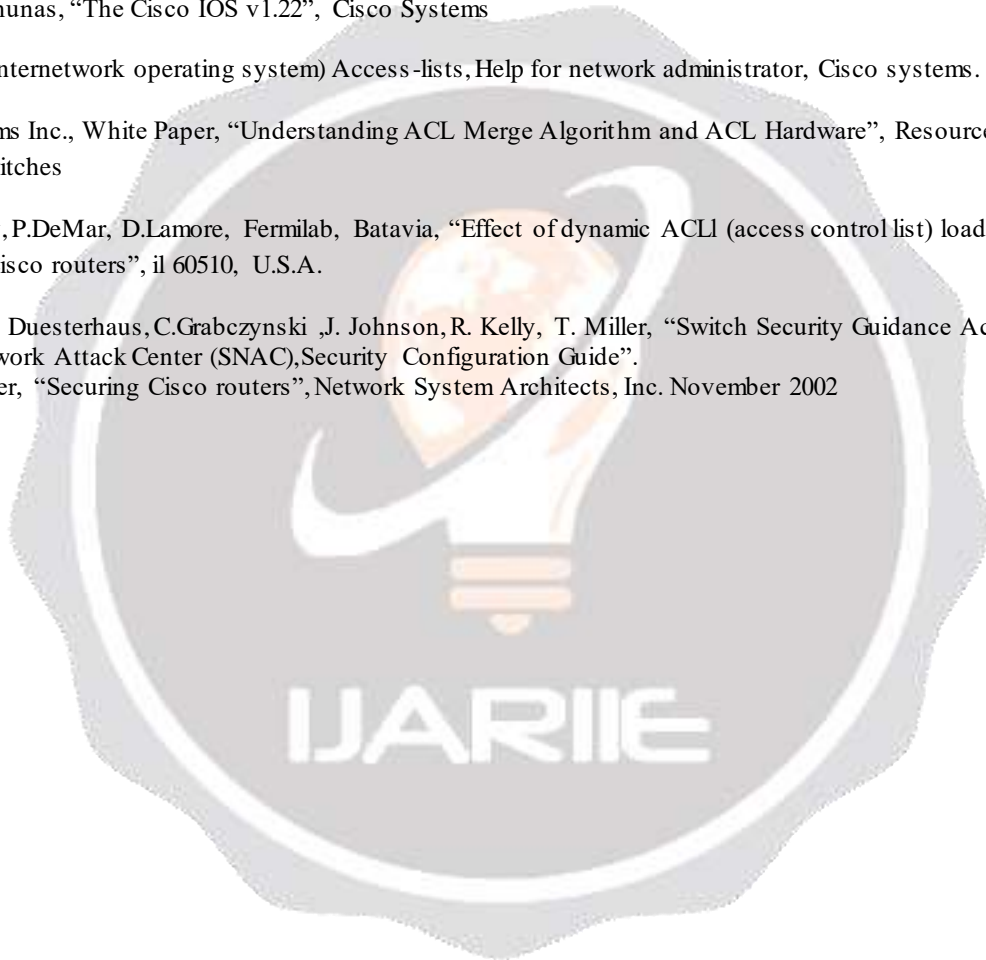 unas, “The Cisco IOS v1.22”, Cisco Systems
nternetwork operating system) Access-lists, Help for network administrator, Cisco systems.
ms Inc., White Paper, “Understanding ACL Merge Algorithm and ACL Hardware”, Resource
itches
, P.DeMar, D.Lamore, Fermilab, Batavia, “Effect of dynamic ACLl (access control list) load
isco routers”, il 60510, U.S.A.
Duesterhaus, C.Grabczynski ,J. Johnson, R. Kelly, T. Miller, “Switch Security Guidance Ac
work Attack Center (SNAC),Security Configuration Guide”.
er, “Securing Cisco routers”, Network System Architects, Inc. November 2002
IJARIIE